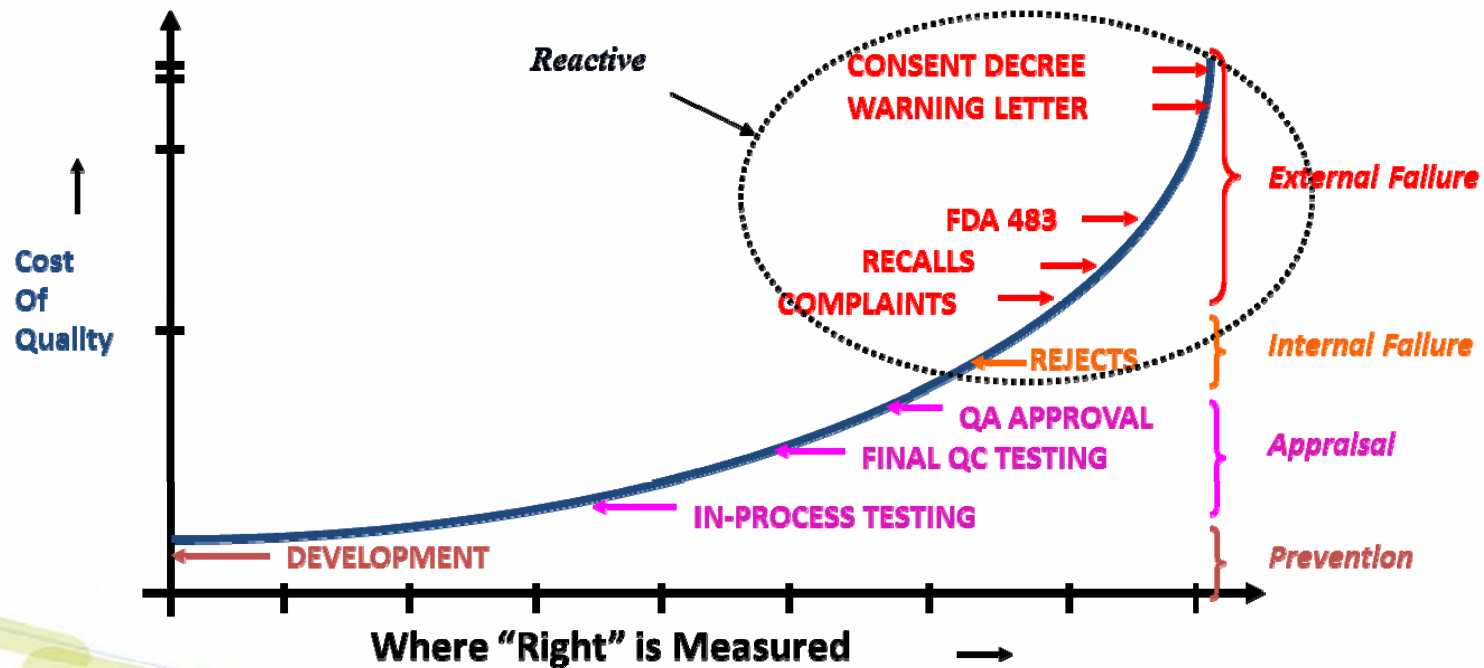 Reactive
CONSENT DECREE
WARNING LETTER
External Failure
FDA 483
RECALLS
COMPLAINTS
Cost
Of
Quality
Internal Failure
REJECTS
QA APPROVAL
Appraisal
FINAL QC TESTING
IN-PROCESS TESTING
DEVELOPMENT
Prevention
Where “Right” is Measured